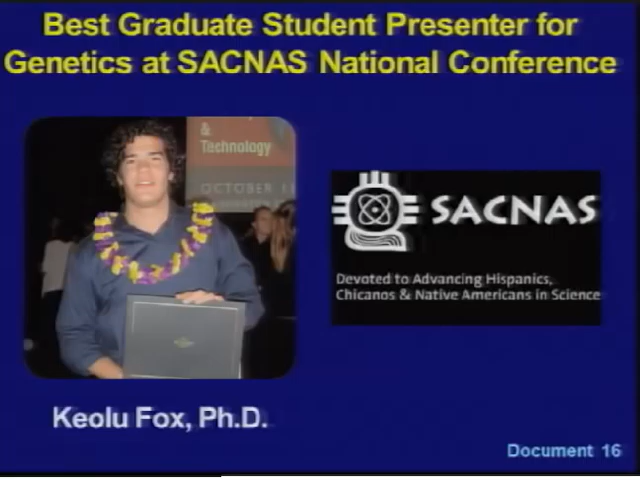 Best Graduate Student Presenter for
Genetics at SACNAS National Conference
&
Technology
OCTOBER 11
SACNAS
Devoted to Advancing Hispanics,
Chicanos & Native Americans in Science
Keolu Fox, Ph.D.
Document 16